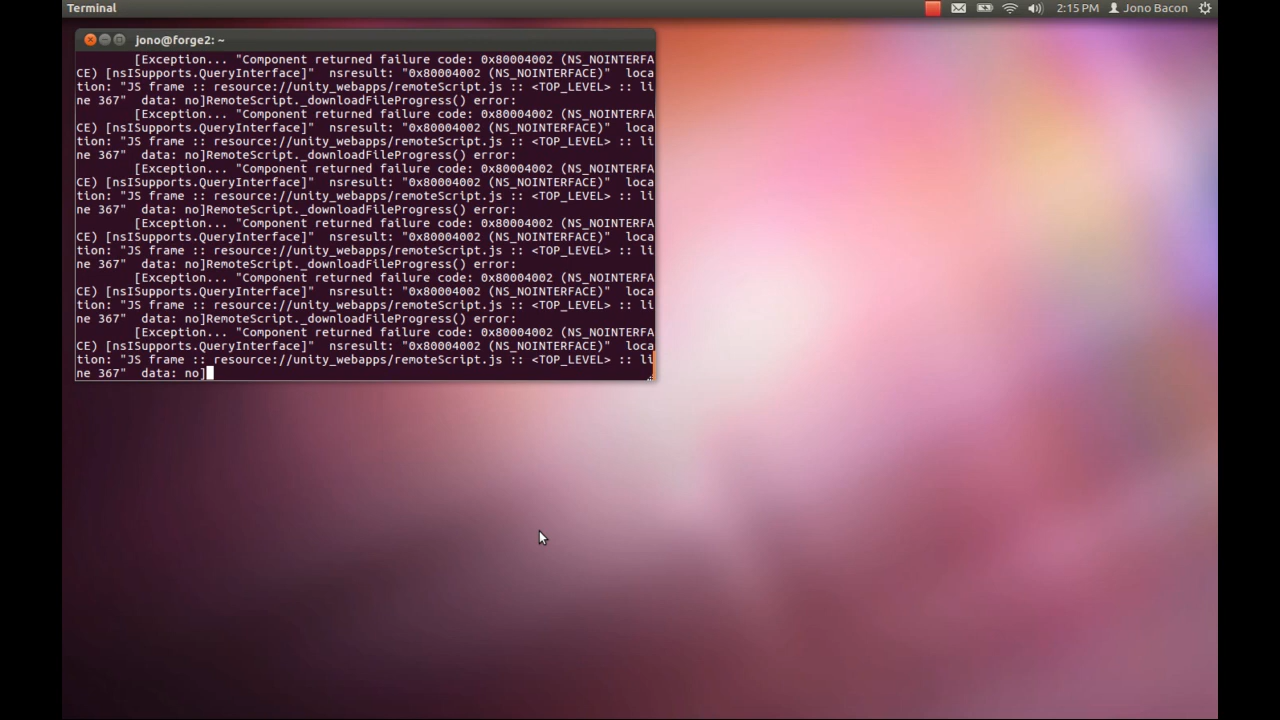 Terminal
2:15 PM Jono Bacon
jono@forge2: ~
[Exception... "Component returned failure code: 0x80004002 (NS_NOINTERFA
CE) [nsISupports.QueryInterface]"  nsresult: "0x80004002 (NS_NOINTERFACE)"  loca
tion: "JS frame :: resource://unity_webapps/remoteScript.js :: <TOP_LEVEL> :: li
ne 367"  data: no]RemoteScript._downloadFileProgress() error:
[Exception... "Component returned failure code: 0x80004002 (NS_NOINTERFA
CE) [nsISupports.QueryInterface]"  nsresult: "0x80004002 (NS_NOINTERFACE)"  loca
tion: "JS frame :: resource://unity_webapps/remoteScript.js :: <TOP_LEVEL> :: li
ne 367"  data: no]RemoteScript._downloadFileProgress() error:
[Exception... "Component returned failure code: 0x80004002 (NS_NOINTERFA
CE) [nsISupports.QueryInterface]"  nsresult: "0x80004002 (NS_NOINTERFACE)"  loca
tion: "JS frame :: resource://unity_webapps/remoteScript.js :: <TOP_LEVEL> :: li
ne 367"  data: no]RemoteScript._downloadFileProgress() error:
[Exception... "Component returned failure code: 0x80004002 (NS_NOINTERFA
CE) [nsISupports.QueryInterface]"  nsresult: "0x80004002 (NS_NOINTERFACE)"  loca
tion: "JS frame :: resource://unity_webapps/remoteScript.js :: <TOP_LEVEL> :: li
ne 367"  data: no]RemoteScript._downloadFileProgress() error:
[Exception... "Component returned failure code: 0x80004002 (NS_NOINTERFA
CE) [nsISupports.QueryInterface]"  nsresult: "0x80004002 (NS_NOINTERFACE)"  loca
tion: "JS frame :: resource://unity_webapps/remoteScript.js :: <TOP_LEVEL> :: li
ne 367"  data: no]RemoteScript._downloadFileProgress() error:
[Exception... "Component returned failure code: 0x80004002 (NS_NOINTERFA
CE) [nsISupports.QueryInterface]"  nsresult: "0x80004002 (NS_NOINTERFACE)"  loca
tion: "JS frame :: resource://unity_webapps/remoteScript.js :: <TOP_LEVEL> :: li
ne 367"  data: no]